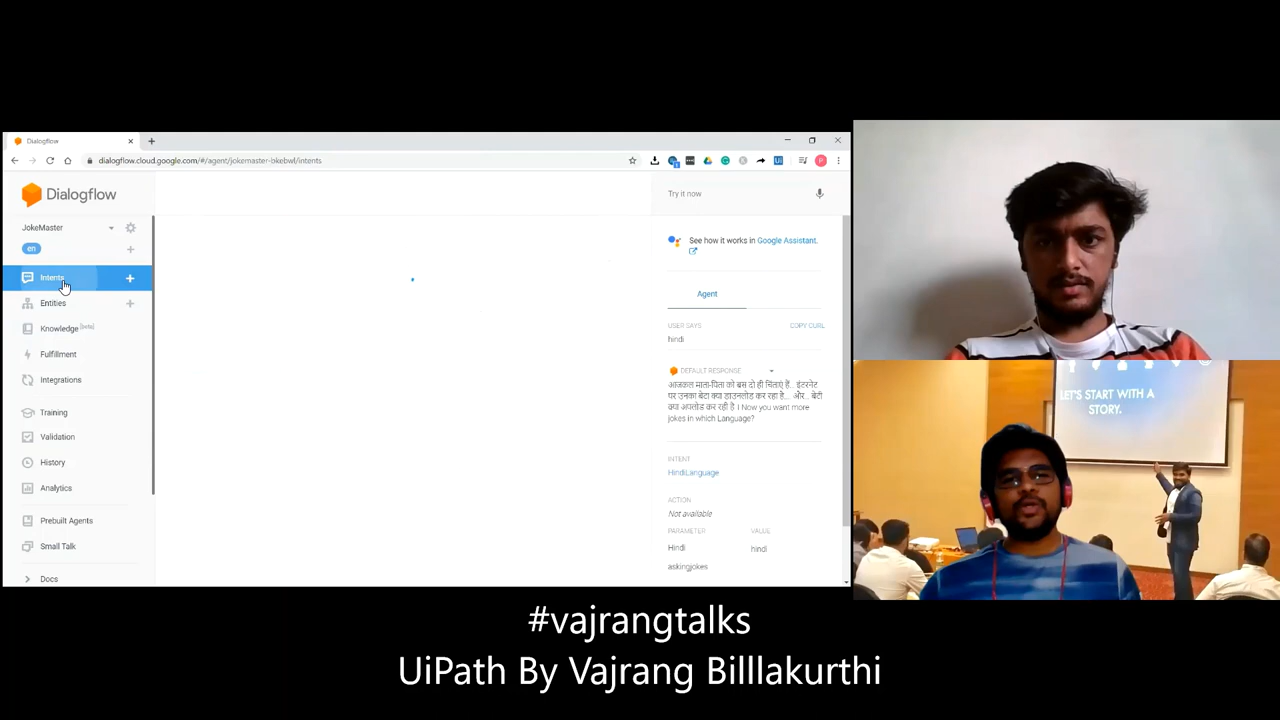 Dialogflow
dialogflow.cloud.google.com/#/agent/jokemaster-bkebwl/intents
Dialogflow
Try it now
JokeMaster
en
See how it works in Google Assistant.
Intents
Agent
Entities
USER SAYS COPY CURL
Knowledge [beta]
hindi
Fulfillment
DEFAULT RESPONSE
Integrations
आजकल माता-पिता को बस दो ही चिंताएं हैं.. इंटरनेट
पर उनका बेटा क्या डाउनलोड कर रहा है... और.. बेटी
क्या अपलोड कर रही है । Now you want more
jokes in which Language?
Training
Validation
History
Analytics
Prebuilt Agents
Small Talk
Docs
INTENT
HindiLanguage
ACTION
Not available
PARAMETER VALUE
Hindi hindi
askingjokes
LET'S START WITH A
STORY.
#vajrangtalks
UiPath By Vajrang Billlakurthi